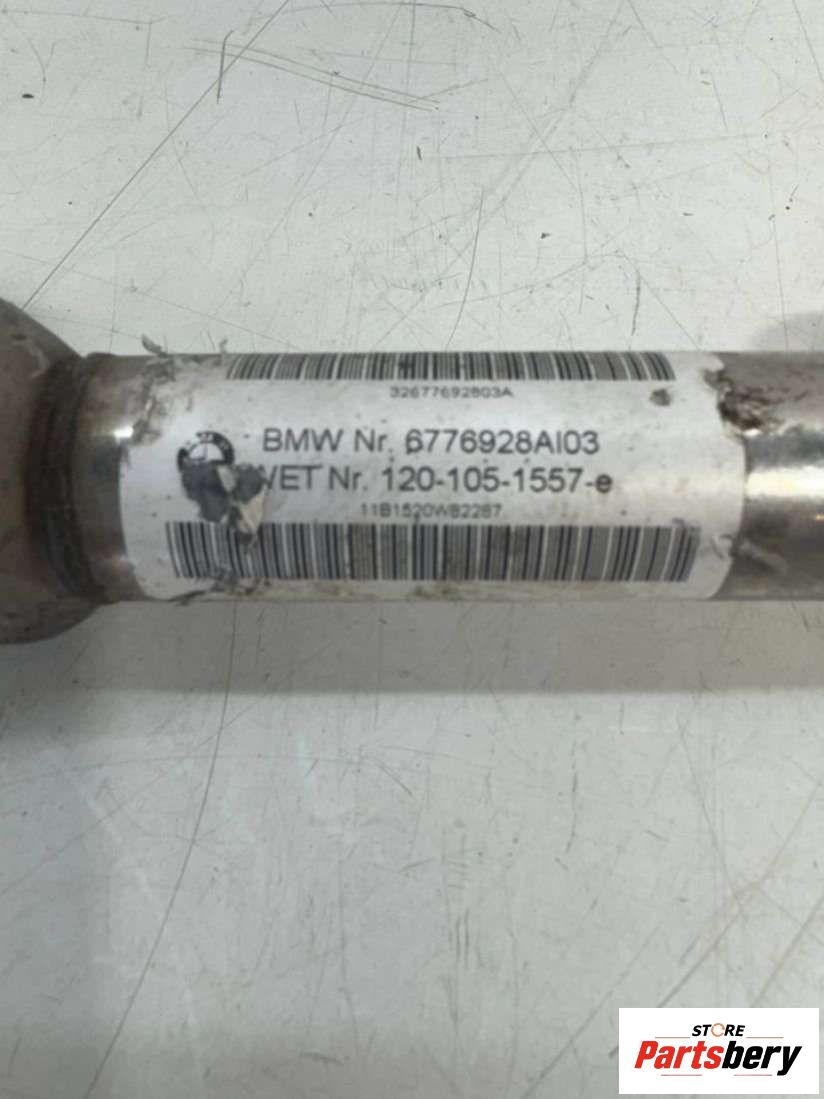 32677692803A
BMW Nr. 6776928AI03
WET Nr. 120-105-1557-e
11B1520W82287
STORE
Partsbery